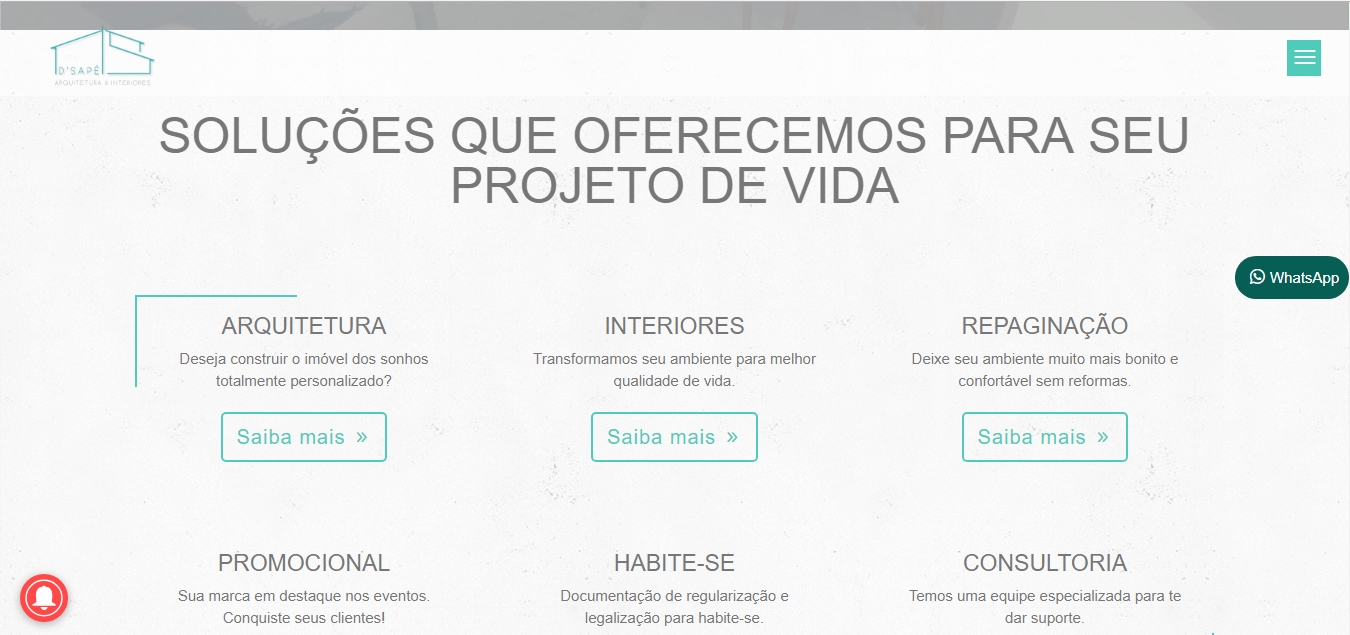 D'SAPÊ
ARQUITETURA & INTERIORES
SOLUÇÕES QUE OFERECEMOS PARA SEU
PROJETO DE VIDA
WhatsApp
ARQUITETURA
Deseja construir o imóvel dos sonhos
totalmente personalizado?
Saiba mais »
INTERIORES
Transformamos seu ambiente para melhor
qualidade de vida.
Saiba mais »
REPAGINAÇÃO
Deixe seu ambiente muito mais bonito e
confortável sem reformas.
Saiba mais »
PROMOCIONAL
Sua marca em destaque nos eventos.
Conquiste seus clientes!
HABITE-SE
Documentação de regularização e
legalização para habite-se.
CONSULTORIA
Temos uma equipe especializada para te
dar suporte.